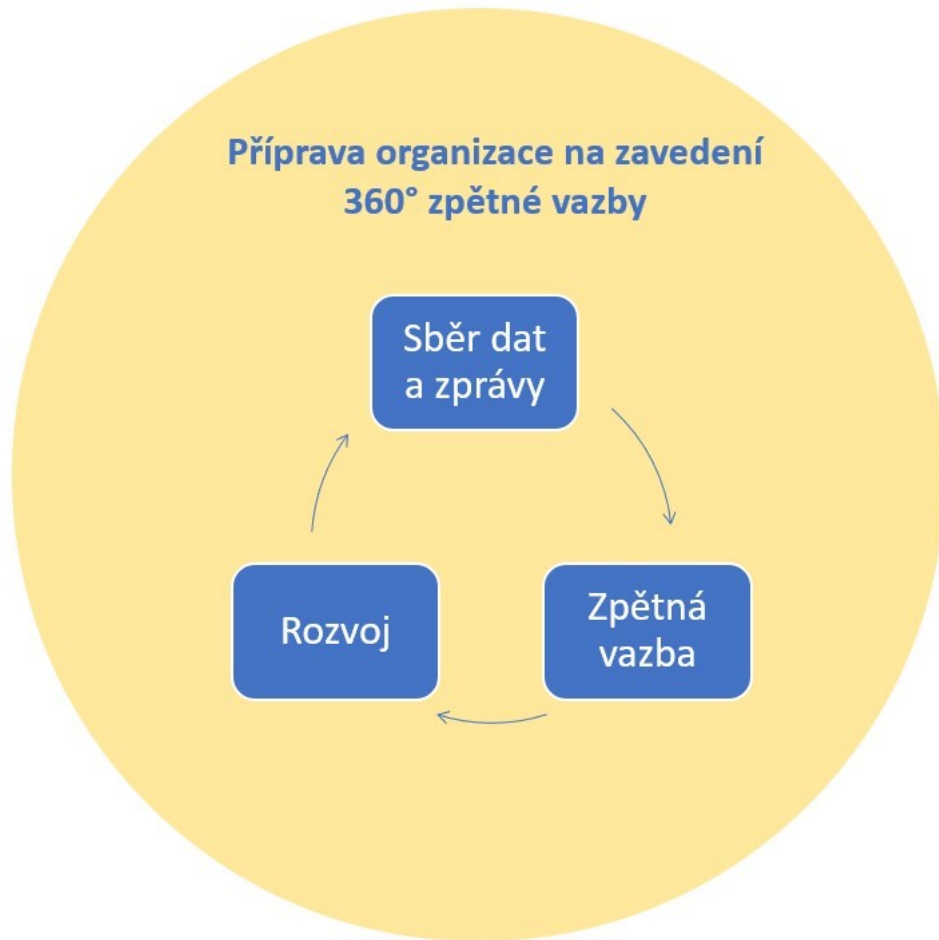 Příprava organizace na zavedení
360° zpětné vazby
Sběr dat
a zprávy
Rozvoj
Zpětná
vazba